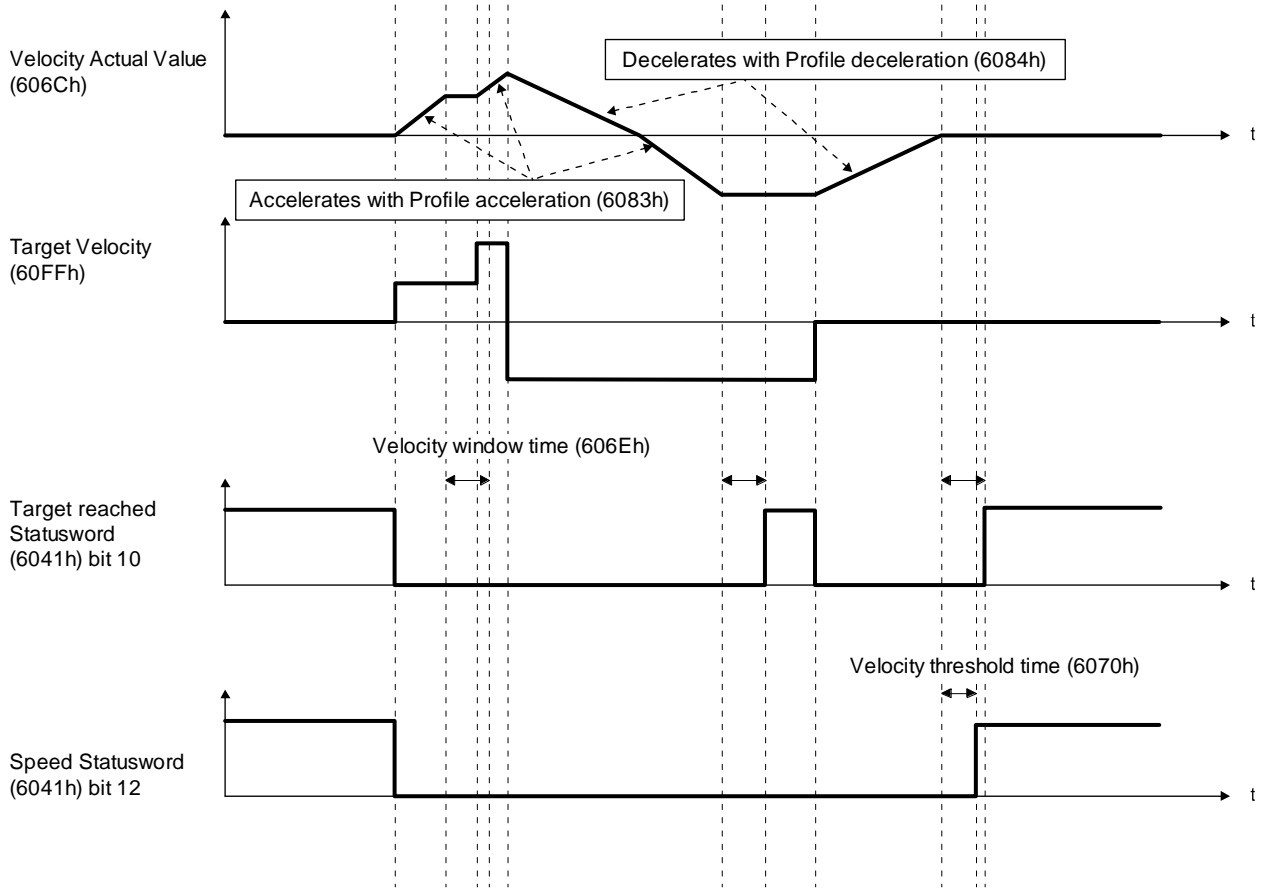 Velocity Actual Value
(606Ch)
Decelerates with Profile deceleration (6084h)
t
Accelerates with Profile acceleration (6083h)
Target Velocity
(60FFh)
t
Velocity window time (606Eh)
Target reached
Statusword
(6041h) bit 10
t
Velocity threshold time (6070h)
Speed Statusword
(6041h) bit 12
t